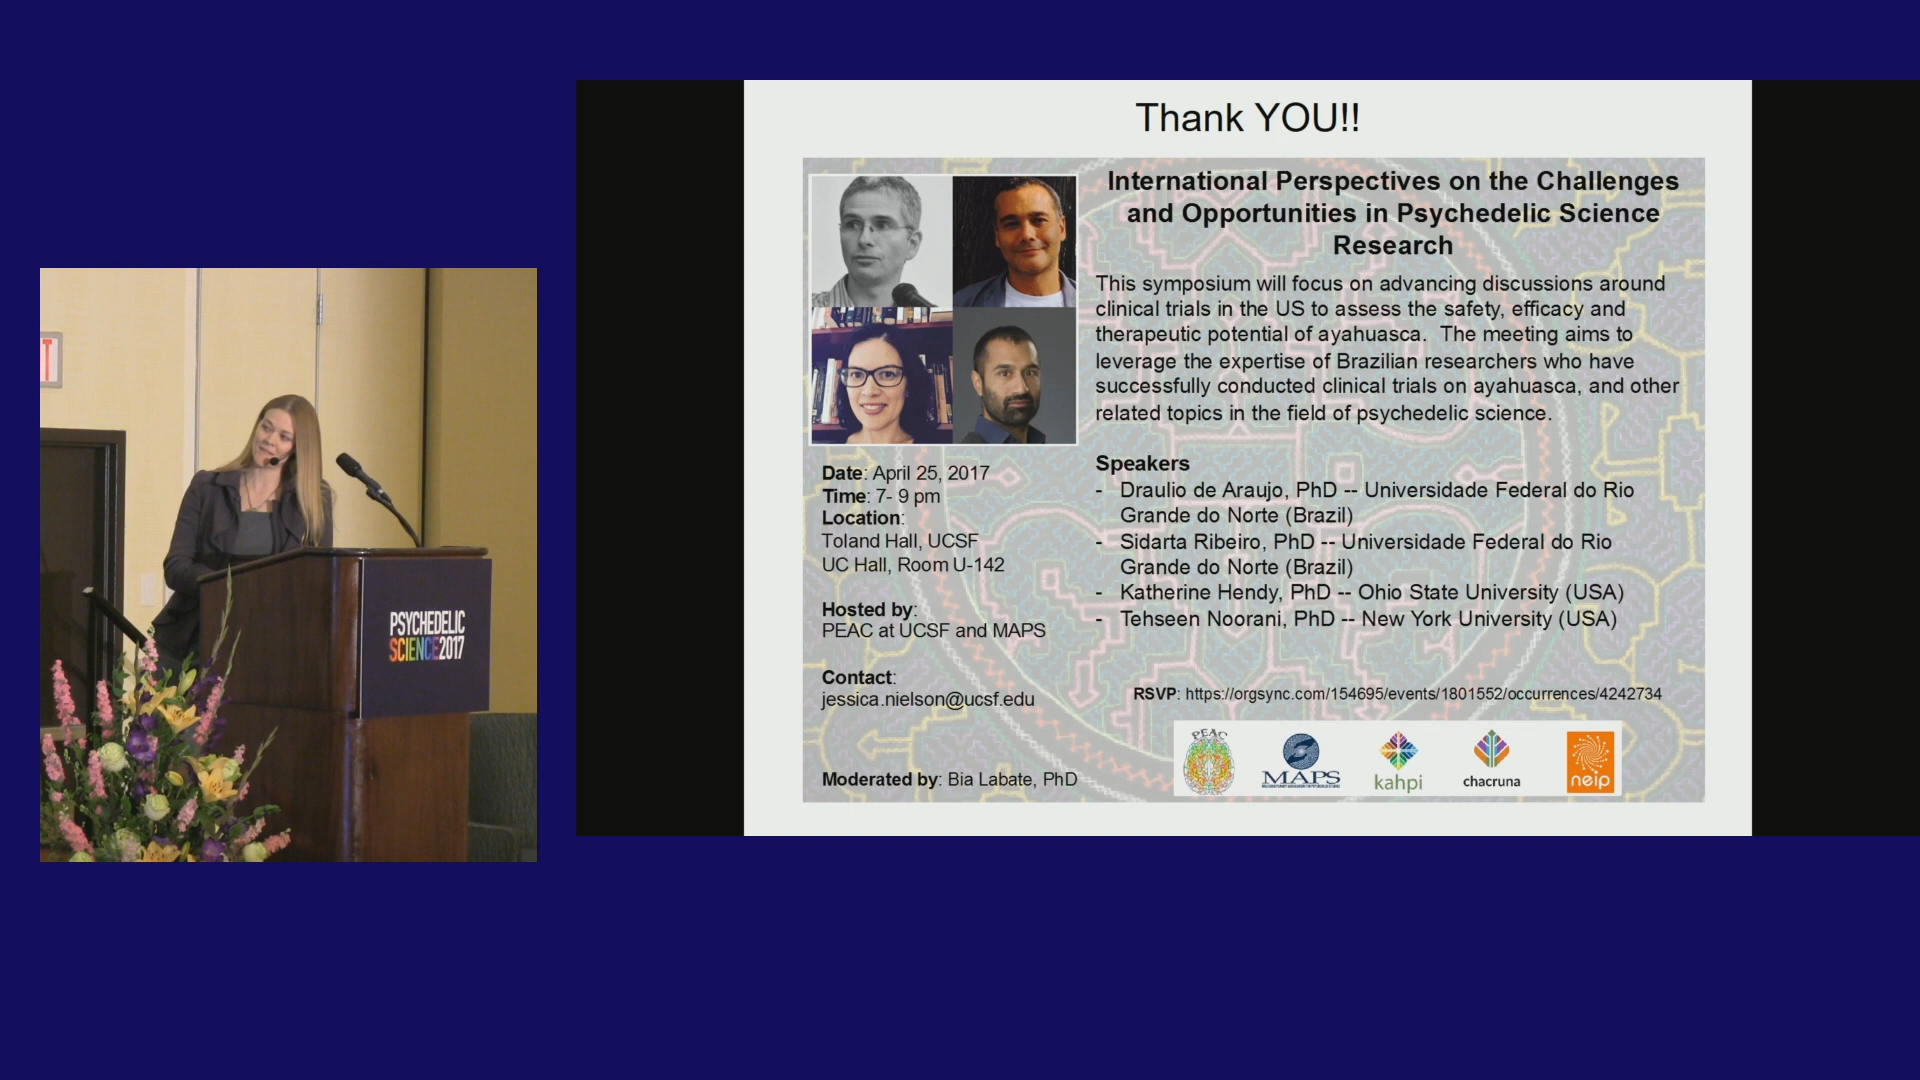 Thank YOU!!
International Perspectives on the Challenges
and Opportunities in Psychedelic Science
Research
This symposium will focus on advancing discussions around
clinical trials in the US to assess the safety, efficacy and
therapeutic potential of ayahuasca.  The meeting aims to
leverage the expertise of Brazilian researchers who have
successfully conducted clinical trials on ayahuasca, and other
related topics in the field of psychedelic science.
Date: April 25, 2017
Time: 7- 9 pm
Location:
Toland Hall, UCSF
UC Hall, Room U-142
Hosted by:
PEAC at UCSF and MAPS
Contact:
jessica.nielson@ucsf.edu
Moderated by: Bia Labate, PhD
Speakers
- Draulio de Araujo, PhD -- Universidade Federal do Rio
Grande do Norte (Brazil)
- Sidarta Ribeiro, PhD -- Universidade Federal do Rio
Grande do Norte (Brazil)
- Katherine Hendy, PhD -- Ohio State University (USA)
- Tehseen Noorani, PhD -- New York University (USA)
RSVP: https://orgsync.com/154695/events/1801552/occurrences/4242734
PEAC
MAPS
kahpi
chacruna
neip
PSYCHEDELIC
SCIENCE2017